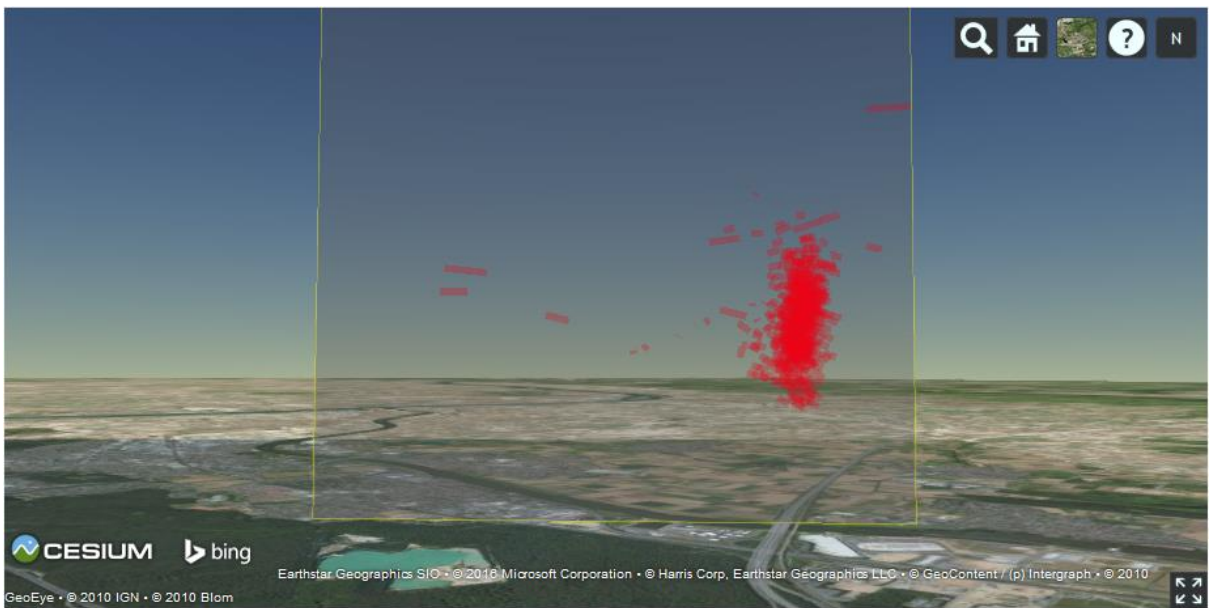 N
?
CESIUM
bing
Earthstar Geographics SIO • © 2016 Microsoft Corporation • © Harris Corp, Earthstar Geographics LLC • © GeoContent / (p) Intergraph • © 2010
GeoEye • © 2010 IGN • © 2010 Blom